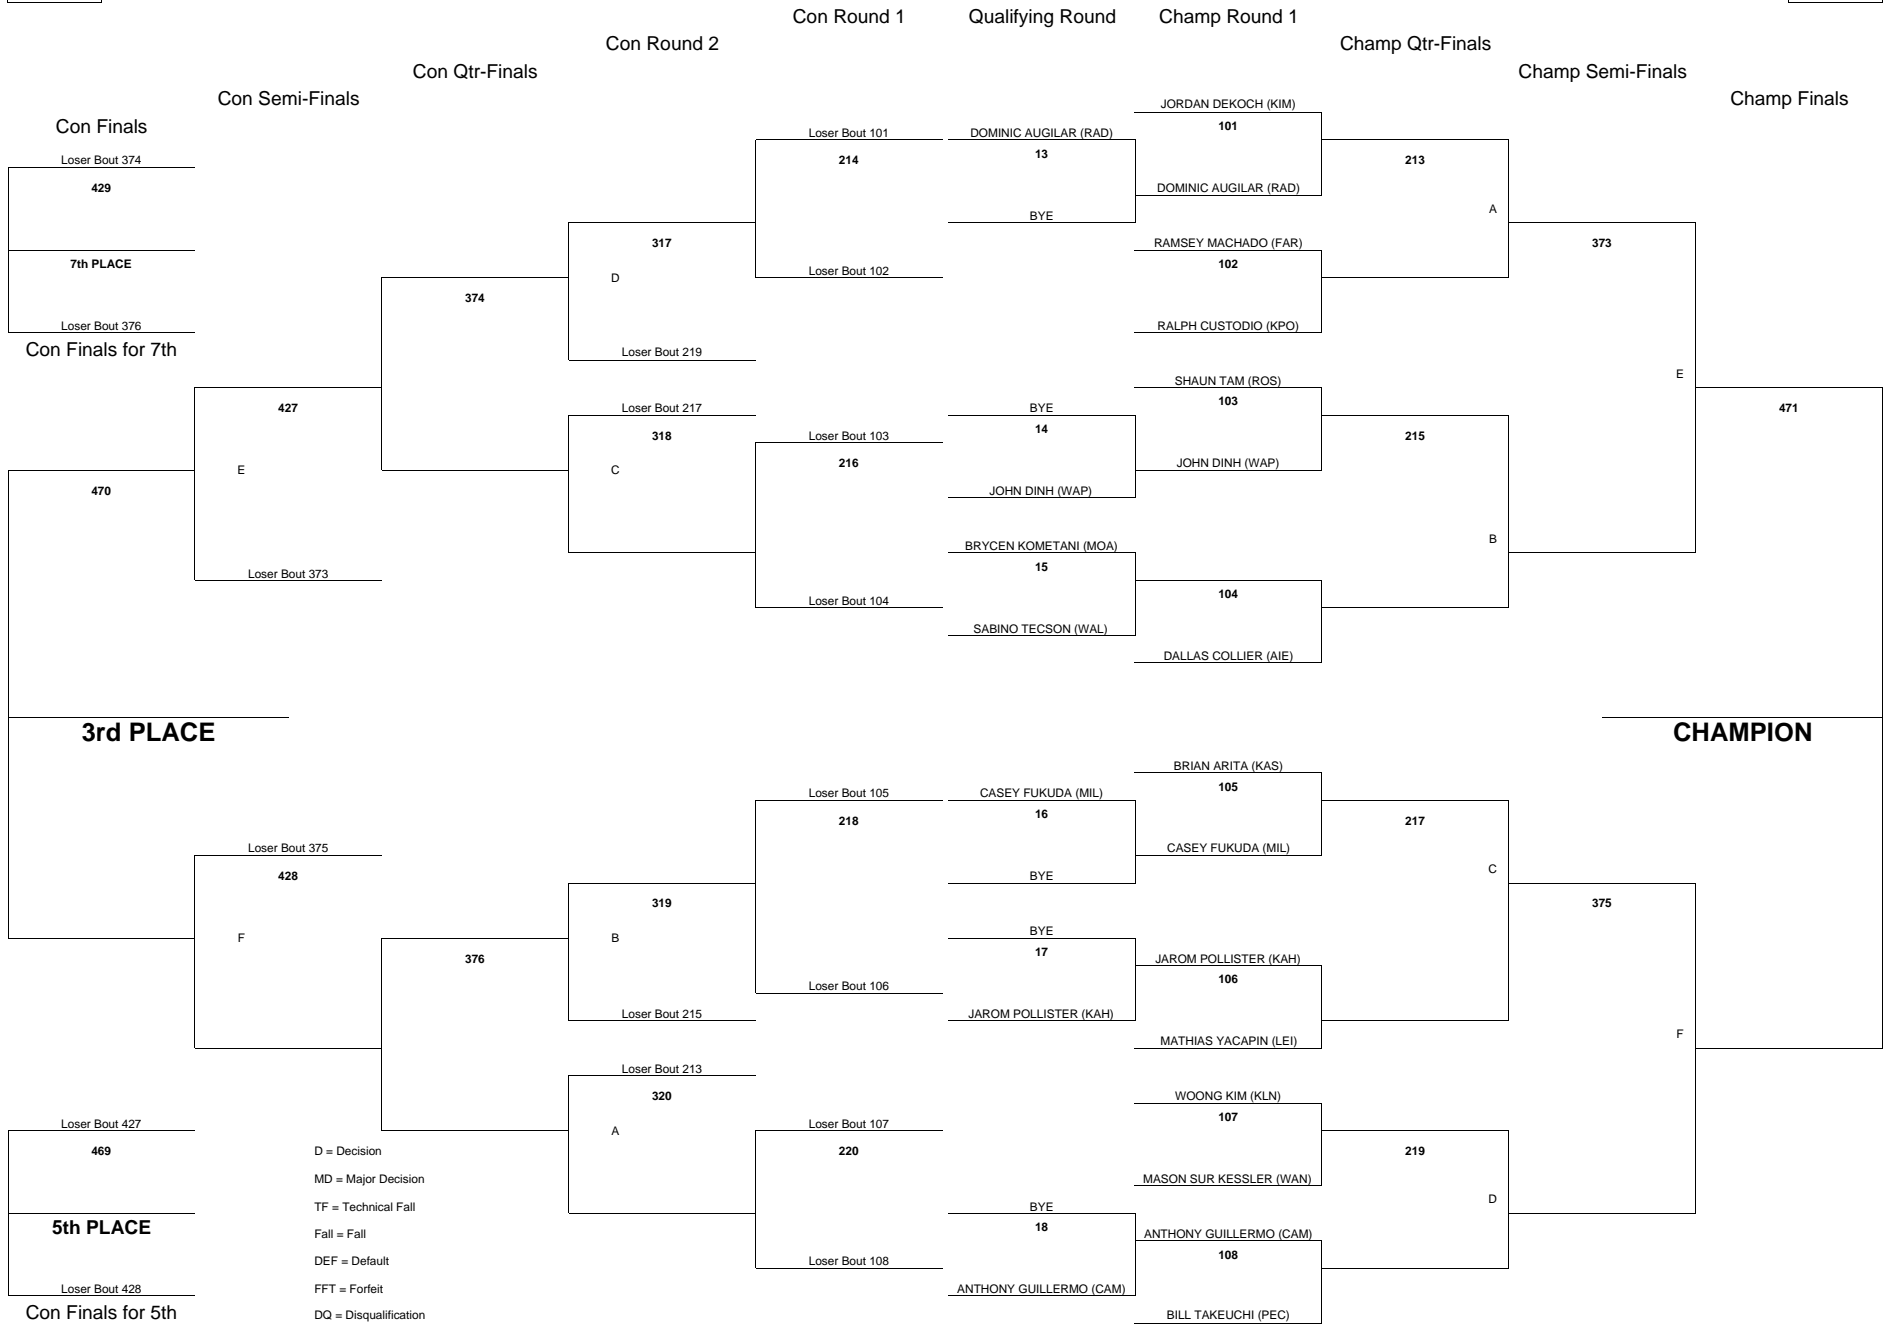 Con Round 1 Qualifying Round Champ Round 1
Con Round 2 Champ Qtr-Finals
Con Qtr-Finals Champ Semi-Finals
Con Semi-Finals Champ Finals
JORDAN DEKOCH (KIM)
Con Finals 101
Loser Bout 101 DOMINIC AUGILAR (RAD)
Loser Bout 374 214 13 213
429 DOMINIC AUGILAR (RAD)
A
BYE
317 RAMSEY MACHADO (FAR) 373
7th PLACE 102
D Loser Bout 102
374
Loser Bout 376 RALPH CUSTODIO (KPO)
Con Finals for 7th Loser Bout 219
SHAUN TAM (ROS) E
103
427 Loser Bout 217 BYE 471
318 Loser Bout 103 14 215
216 JOHN DINH (WAP)
E C
470 JOHN DINH (WAP)
B
BRYCEN KOMETANI (MOA)
15
Loser Bout 373
104
Loser Bout 104
SABINO TECSON (WAL)
DALLAS COLLIER (AIE)
3rd PLACE CHAMPION
BRIAN ARITA (KAS)
105
Loser Bout 105 CASEY FUKUDA (MIL)
218 16 217
Loser Bout 375 CASEY FUKUDA (MIL)
428 BYE C
319 375
BYE
F B 17
376 JAROM POLLISTER (KAH)
106
Loser Bout 106
Loser Bout 215 JAROM POLLISTER (KAH)
MATHIAS YACAPIN (LEI) F
Loser Bout 213
320 WOONG KIM (KLN)
107
Loser Bout 427 A Loser Bout 107
469 D = Decision 220 219
MD = Major Decision MASON SUR KESSLER (WAN)
D
TF = Technical Fall BYE
5th PLACE 18
Fall = Fall ANTHONY GUILLERMO (CAM)
108
DEF = Default Loser Bout 108
Loser Bout 428 FFT = Forfeit ANTHONY GUILLERMO (CAM)
Con Finals for 5th DQ = Disqualification BILL TAKEUCHI (PEC)